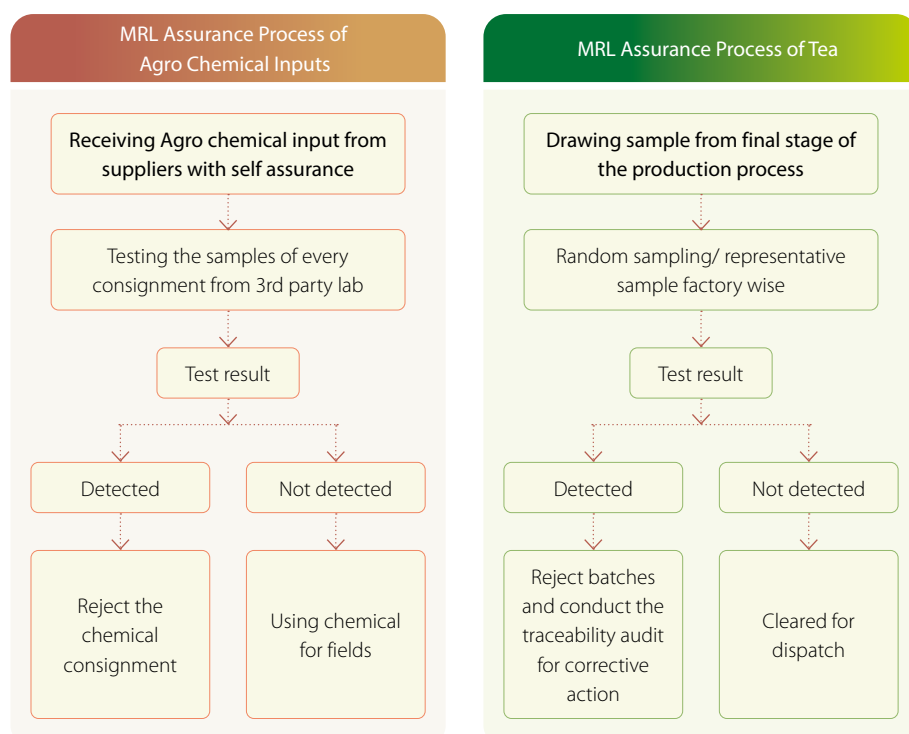 MRL Assurance Process of
Agro Chemical Inputs
Receiving Agro chemical input from
suppliers with self assurance
Testing the samples of every
consignment from 3rd party lab
Test result
Detected
Not detected
Reject the
chemical
consignment
Using chemical
for fields
MRL Assurance Process of Tea
Drawing sample from final stage of
the production process
Random sampling/ representative
sample factory wise
Test result
Detected
Not detected
Reject batches
and conduct the
traceability audit
for corrective
action
Cleared for
dispatch